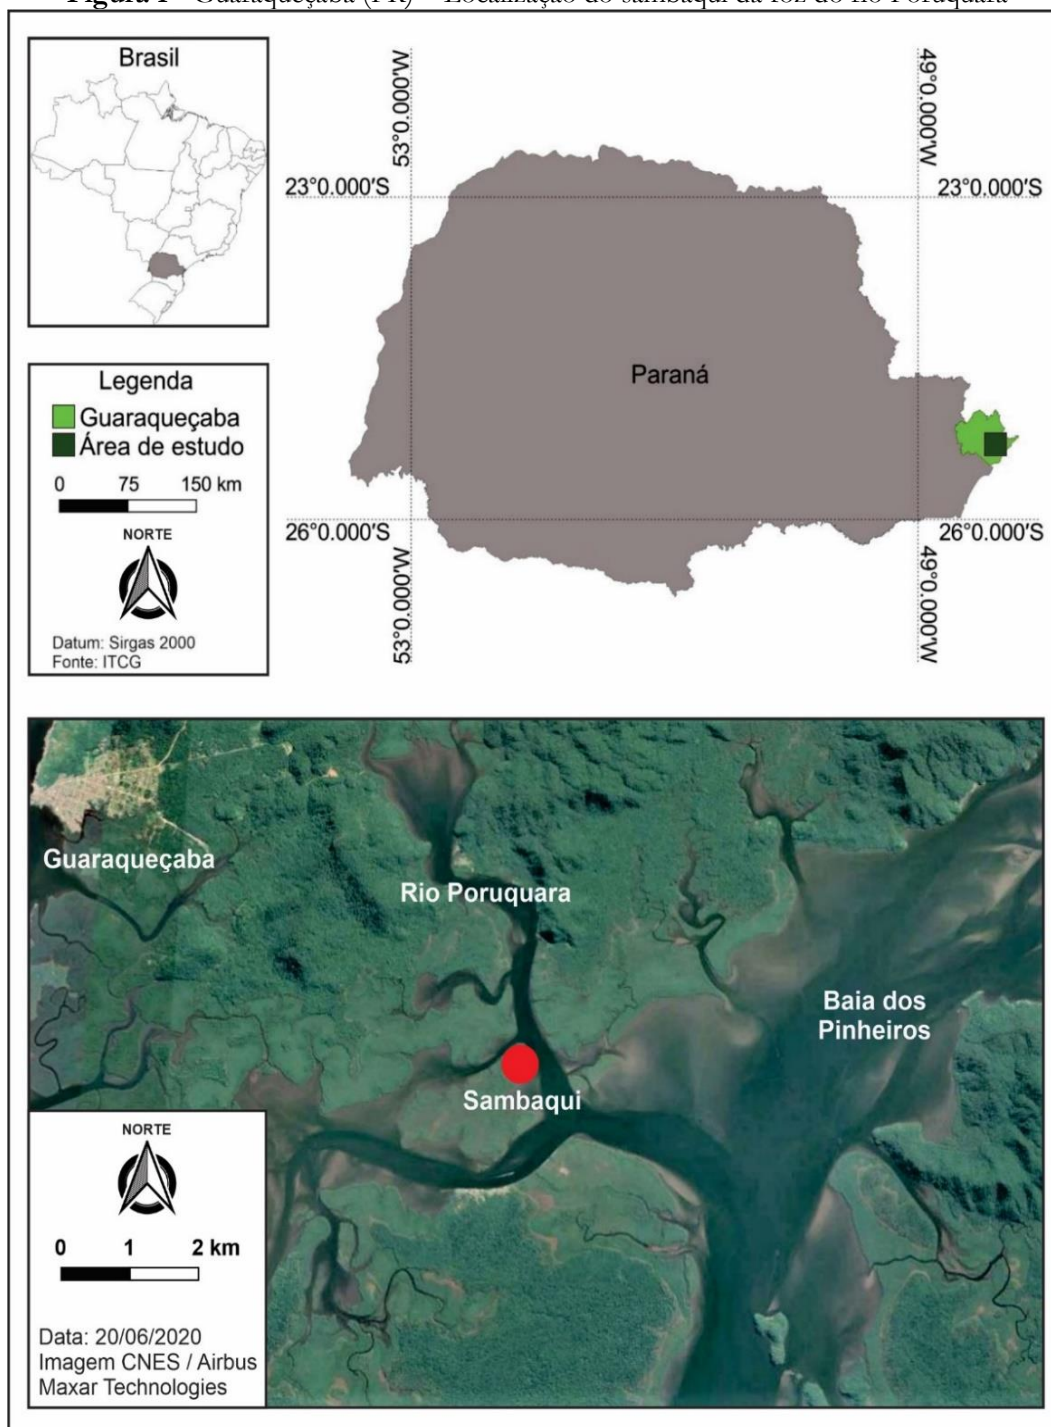 Figura 1 - Guaraqueçaba (PR) – Localização do sambaqui da foz do rio Poruquara
Brasil
53°0.000'W
49°0.000'W
23°0.000'S
23°0.000'S
Paraná
Legenda
Guaraqueçaba
Área de estudo
0 75 150 km
NORTE
Datum: Sirgas 2000
Fonte: ITCG
26°0.000'S
26°0.000'S
53°0.000'W
49°0.000'W
Guaraqueçaba
Rio Poruquara
Baia dos
Pinheiros
Sambaqui
NORTE
0 1 2 km
Data: 20/06/2020
Imagem CNES / Airbus
Maxar Technologies